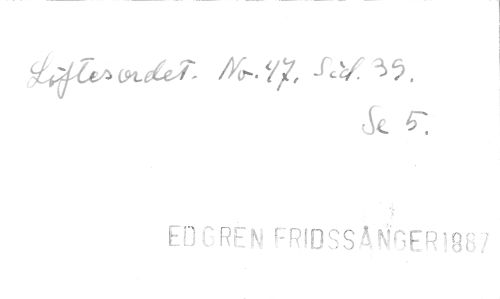 Löftesordet. No.47, Sid. 39.
Se 5.
EDGREN FRIDSSÅNGER 1887